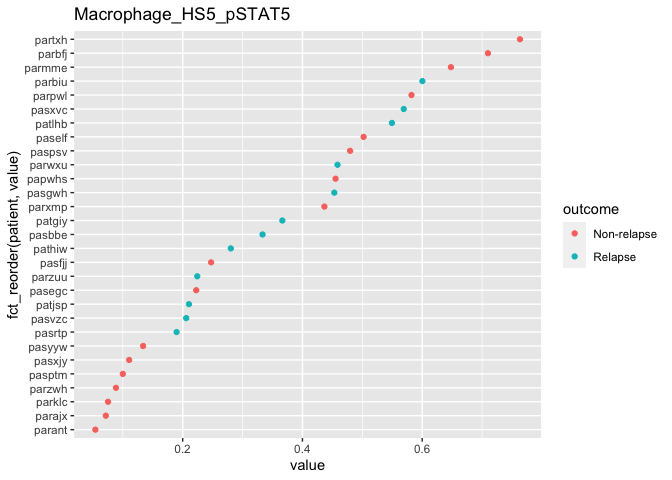 Macrophage_HS5_pSTAT5
fct_reorder(patient, value)
partxh
parbfj
parmme
parbiu
parpwl
pasxvc
patlhb
paself
paspsv
parwxu
papwhs
pasgwh
parxmp
patgiy
pasbbe
pathiw
pasfjj
parzuu
pasegc
patjsp
pasvzc
pasrtp
pasyyw
pasxjy
pasptm
parzwh
parklc
parajx
parant
0.2 0.4 0.6
value
outcome
Non-relapse
Relapse